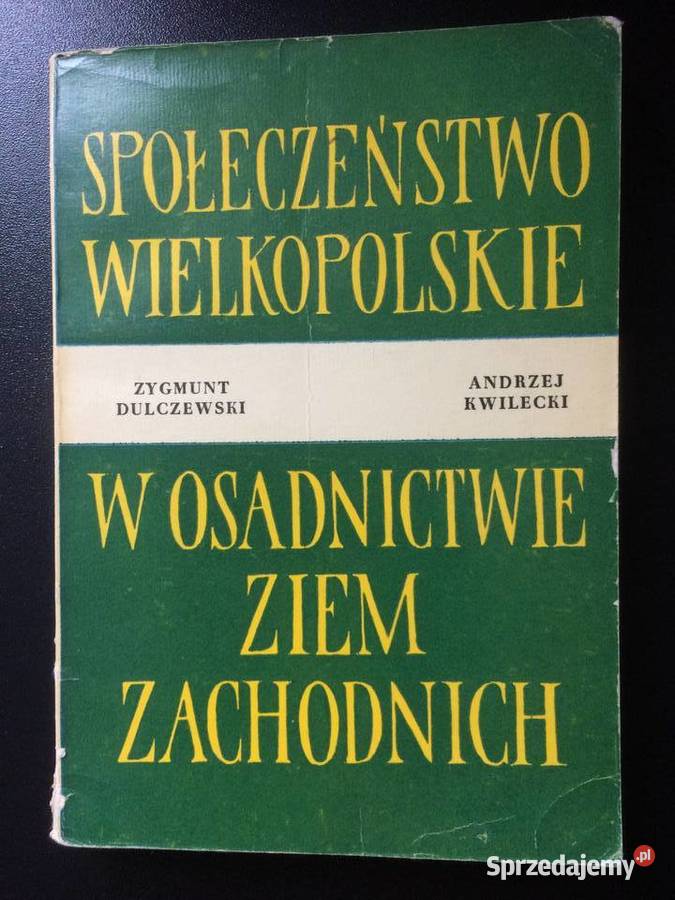 SPOŁECZEŃSTWO
WIELKOPOLSKIE
ZYGMUNT
DULCZEWSKI
ANDRZEJ
KWILECKI
W OSADNICTWIE
ZIEM
ZACHODNICH
Sprzedajemy.pl